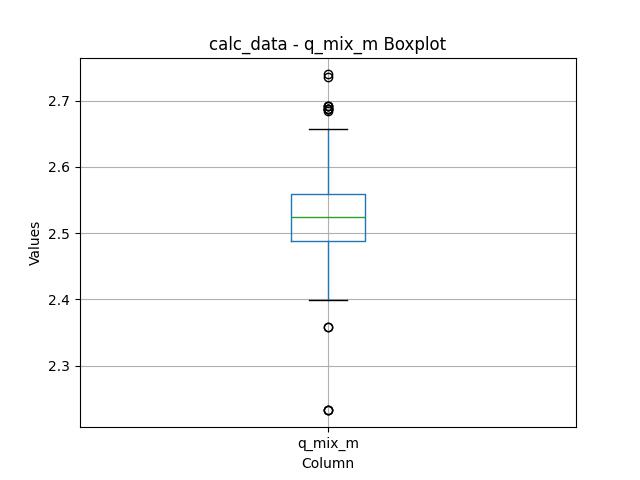 calc_data - q_mix_m Boxplot
2.7
2.6
2.5
2.4
2.3
Values
q_mix_m
Column